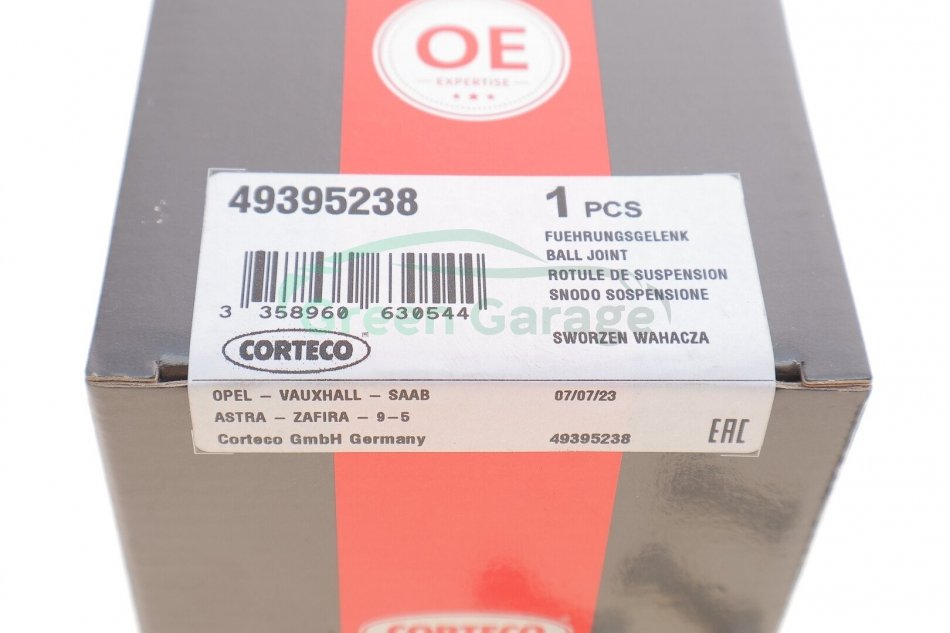 OE
EXPERTISE
49395238
1 PCS
FUEHRUNGSGELENK
BALL JOINT
ROTULE DE SUSPENSION
SNODO SOSPENSIONE
SWORZEN WAHACZA
3 358960 630544
Green Garage
CORTECO
OPEL - VAUXHALL - SAAB
07/07/23
ASTRA - ZAFIRA - 9-5
Corteco GmbH Germany
49395238
EAC
CORTECO